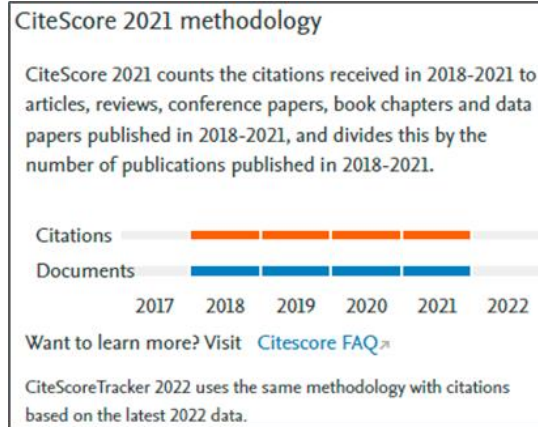 CiteScore 2021 methodology
CiteScore 2021 counts the citations received in 2018-2021 to
articles, reviews, conference papers, book chapters and data
papers published in 2018-2021, and divides this by the
number of publications published in 2018-2021.
Citations
Documents
2017 2018 2019 2020 2021 2022
Want to learn more? Visit Citescore FAQ↗
CiteScoreTracker 2022 uses the same methodology with citations
based on the latest 2022 data.